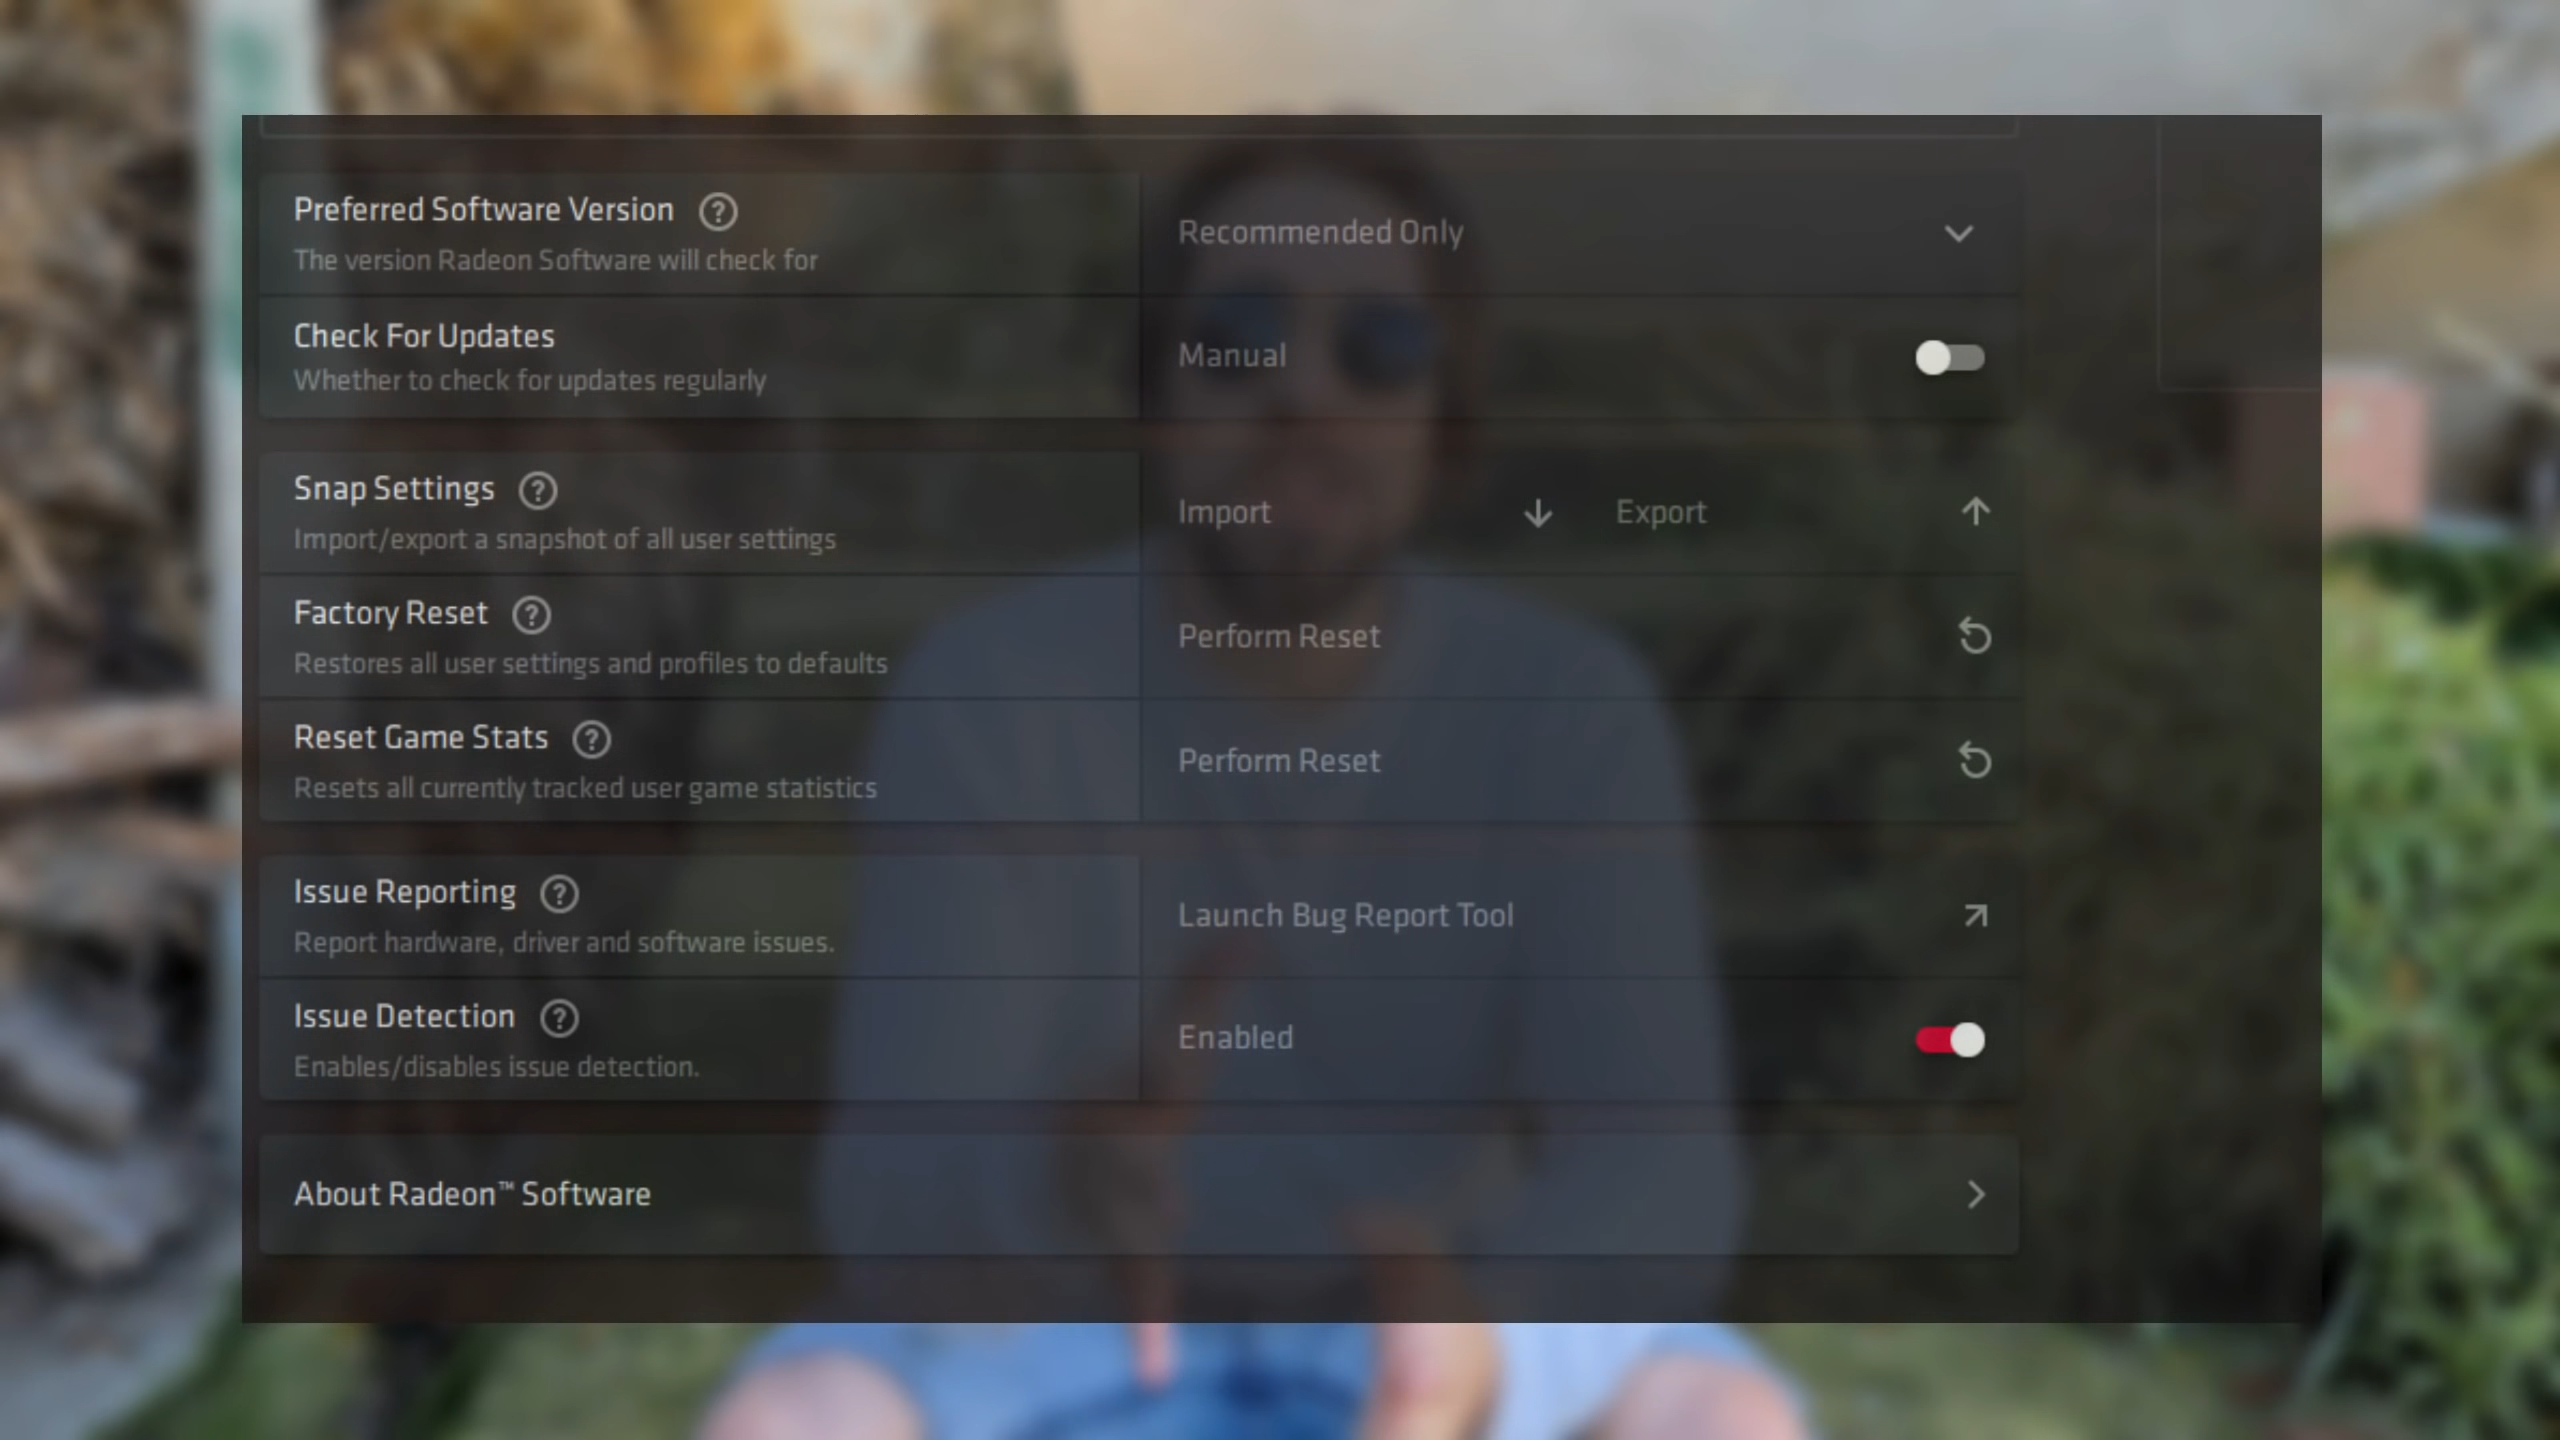 Preferred Software Version
The version Radeon Software will check for
Recommended Only
Check For Updates
Whether to check for updates regularly
Manual
Snap Settings
Import/export a snapshot of all user settings
Import
Export
Factory Reset
Restores all user settings and profiles to defaults
Perform Reset
Reset Game Stats
Resets all currently tracked user game statistics
Perform Reset
Issue Reporting
Report hardware, driver and software issues.
Launch Bug Report Tool
Issue Detection
Enables/disables issue detection.
Enabled
About Radeon™ Software